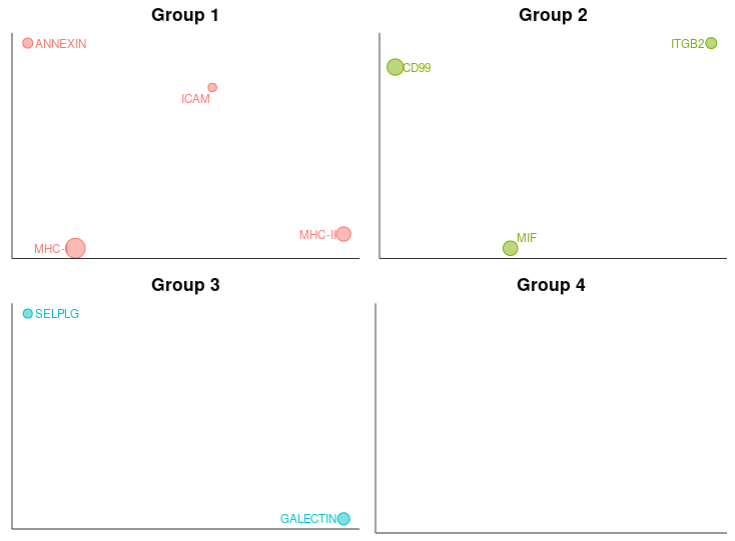 Group 1
ANNEXIN
ICAM
MHC-I
MHC-II
Group 2
ITGB2
CD99
MIF
Group 3
SELPLG
GALECTIN
Group 4